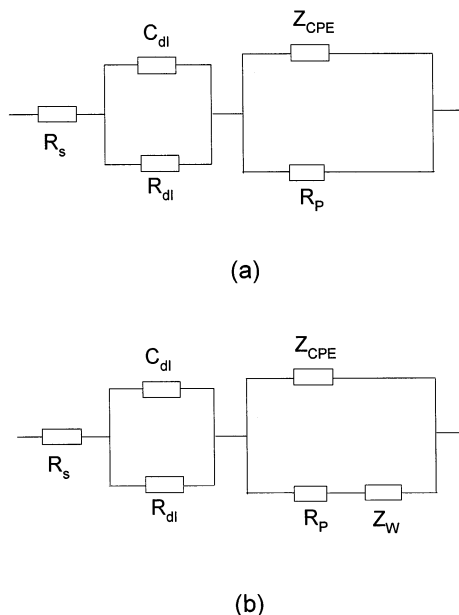 C_dl
Z_CPE
R_s
R_dl
R_P
(a)
C_dl
Z_CPE
R_s
R_dl
R_P
Z_W
(b)